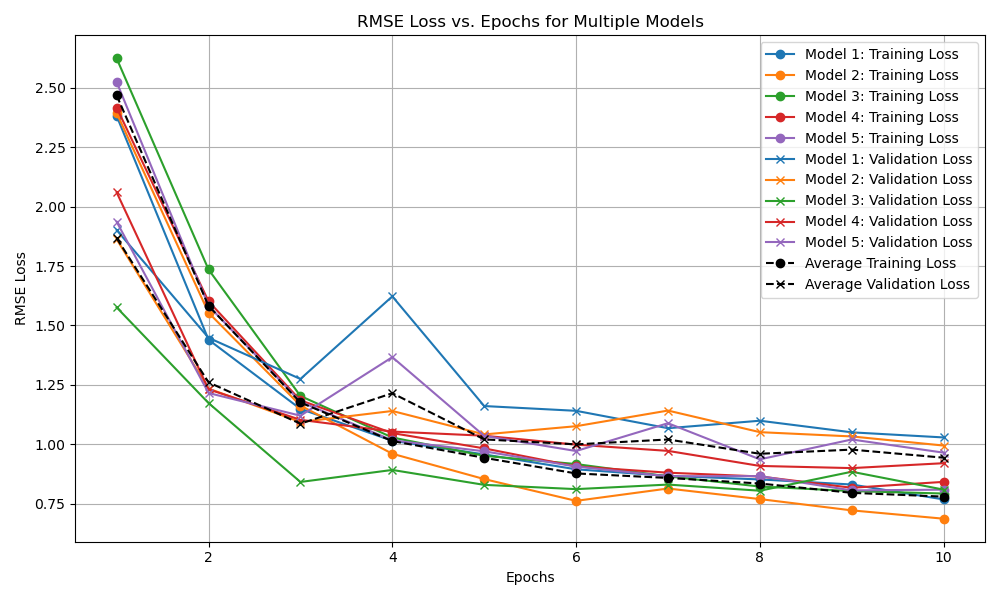 RMSE Loss vs. Epochs for Multiple Models
RMSE Loss
2.50
2.25
2.00
1.75
1.50
1.25
1.00
0.75
Model 1: Training Loss
Model 2: Training Loss
Model 3: Training Loss
Model 4: Training Loss
Model 5: Training Loss
Model 1: Validation Loss
Model 2: Validation Loss
Model 3: Validation Loss
Model 4: Validation Loss
Model 5: Validation Loss
Average Training Loss
Average Validation Loss
2 4 6 8 10
Epochs